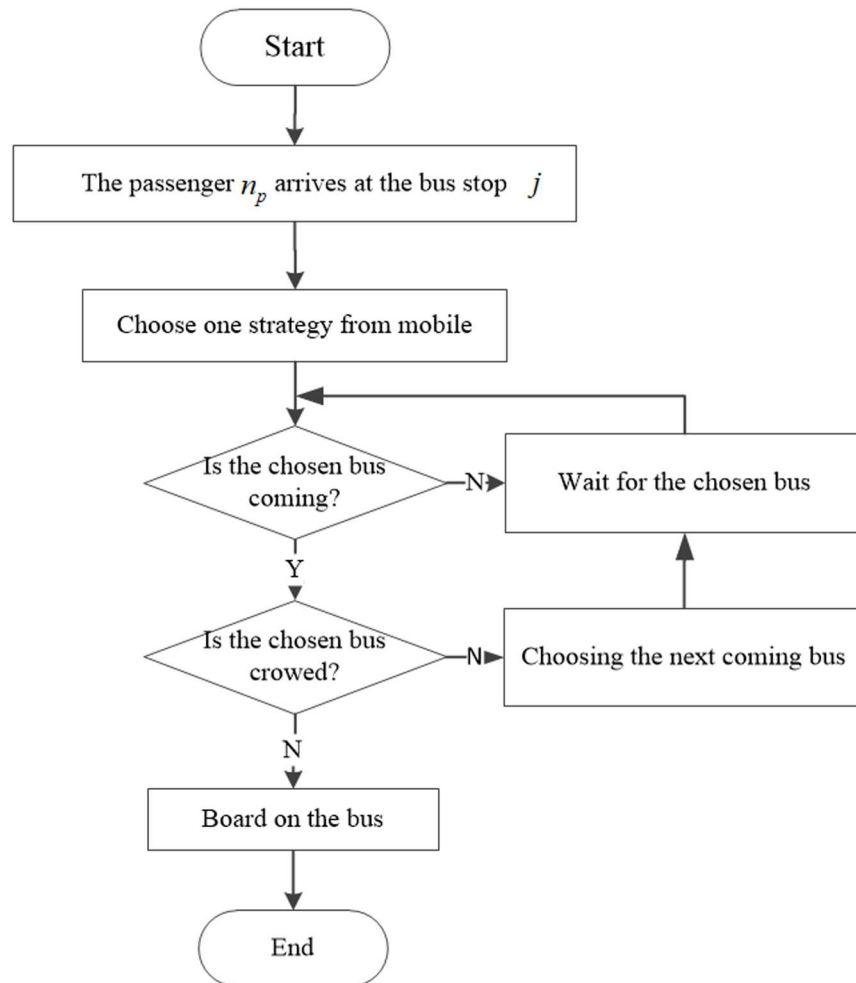 Start
The passenger n_p arrives at the bus stop j
Choose one strategy from mobile
Is the chosen bus
coming?
N
Wait for the chosen bus
Y
Is the chosen bus
crowed?
N
Choosing the next coming bus
N
Board on the bus
End